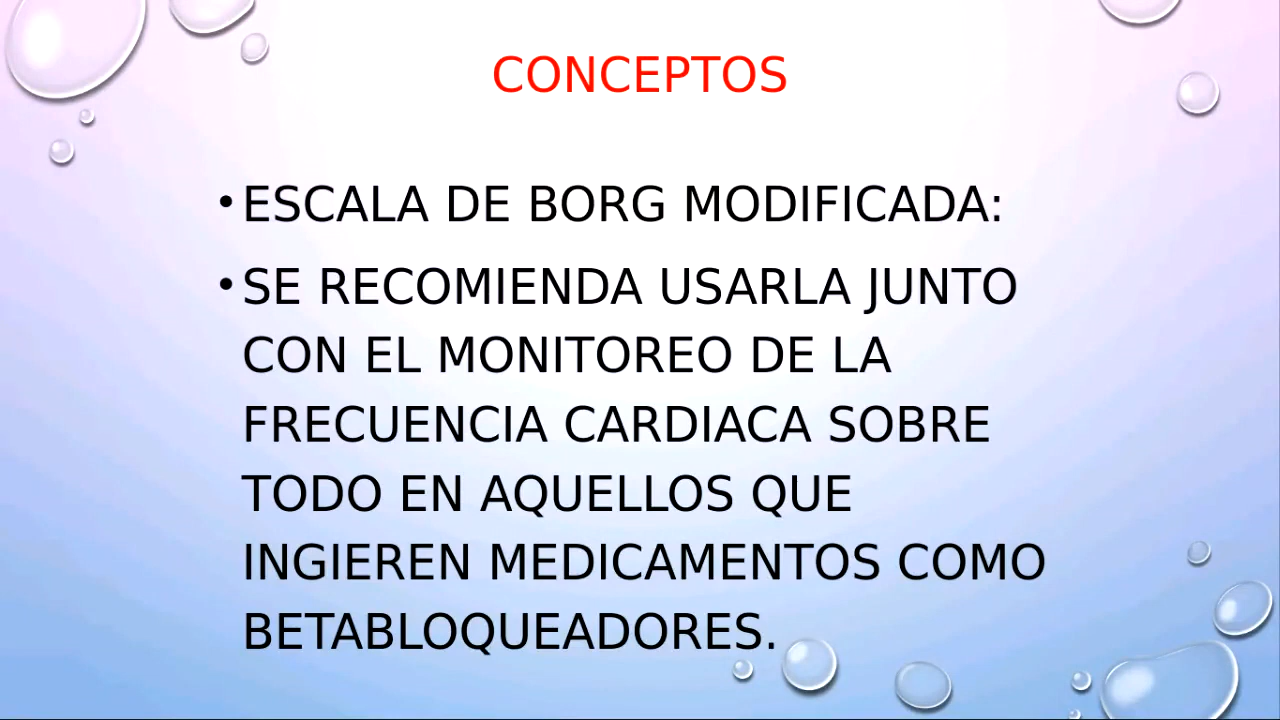 CONCEPTOS
• ESCALA DE BORG MODIFICADA:
• SE RECOMIENDA USARLA JUNTO
CON EL MONITOREO DE LA
FRECUENCIA CARDIACA SOBRE
TODO EN AQUELLOS QUE
INGIEREN MEDICAMENTOS COMO
BETABLOQUEADORES.